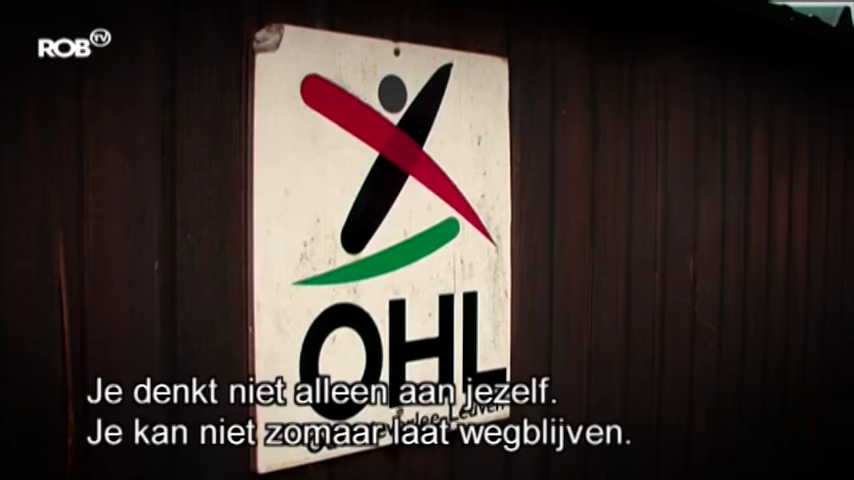 ROB TV
OHL
Je denkt niet alleen aan jezelf.
Je kan niet zomaar laat wegblijven.